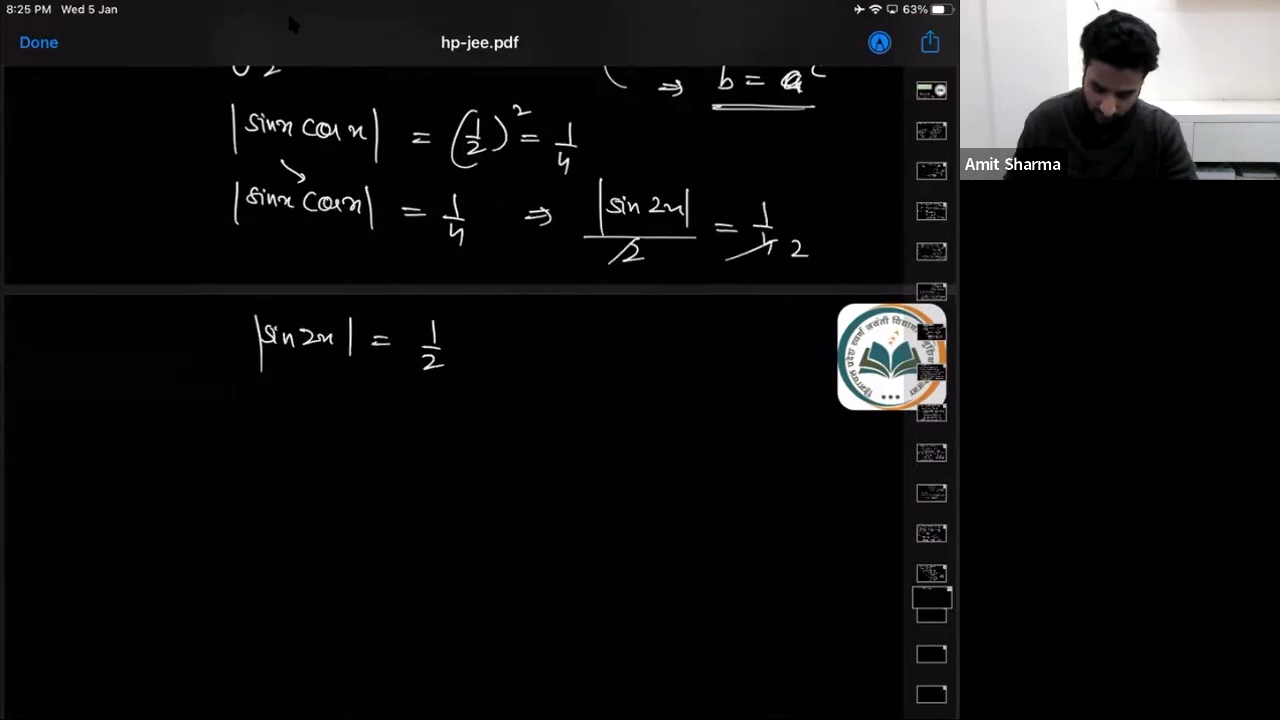 8:25 PM Wed 5 Jan
63%
Done
hp-jee.pdf
⇒ b = a
|sinx cosx| = (1/2)² = 1/4
|sinx cosx| = 1/4 ⇒ |sin 2x|/2 = 1/4 2
|sin 2x| = 1/2
Amit Sharma